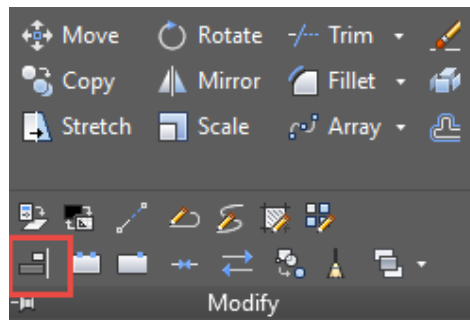 Move Rotate Trim
Copy Mirror Fillet
Stretch Scale Array
Modify